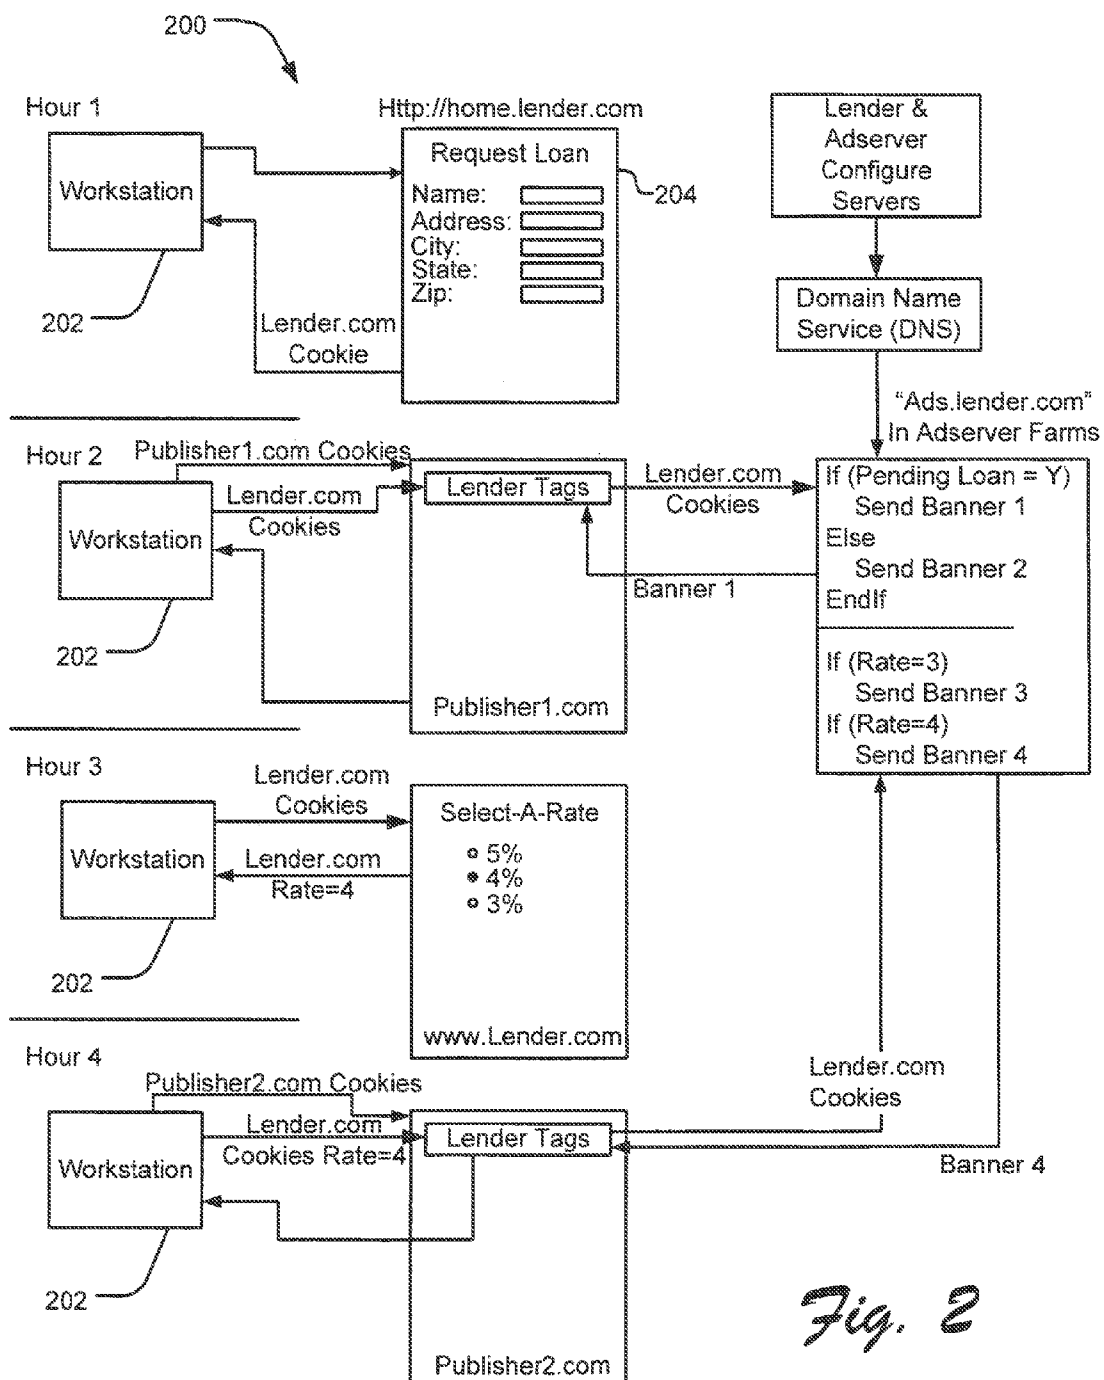 200
Hour 1
Http://home.lender.com
Workstation
Request Loan
Name:
Address:
City:
State:
Zip:
204
202
Lender.com
Cookie
Lender &
Adserver
Configure
Servers
Domain Name
Service (DNS)
"Ads.lender.com"
In Adserver Farms
Hour 2
Publisher1.com Cookies
Lender.com
Cookies
Workstation
202
Lender Tags
Publisher1.com
Lender.com
Cookies
Banner 1
If (Pending Loan = Y)
Send Banner 1
Else
Send Banner 2
EndIf
If (Rate=3)
Send Banner 3
If (Rate=4)
Send Banner 4
Hour 3
Lender.com
Cookies
Workstation
Lender.com
Rate=4
202
Select-A-Rate
5%
4%
3%
www.Lender.com
Hour 4
Publisher2.com Cookies
Lender.com
Cookies Rate=4
Workstation
202
Lender Tags
Publisher2.com
Lender.com
Cookies
Banner 4
Fig. 2